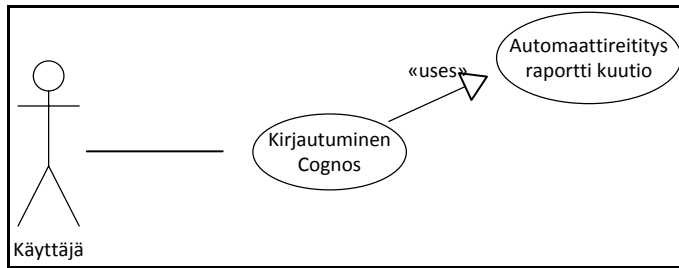 Automaattireititys
raportti kuutio
«uses»
Kirjautuminen
Cognos
Käyttäjä